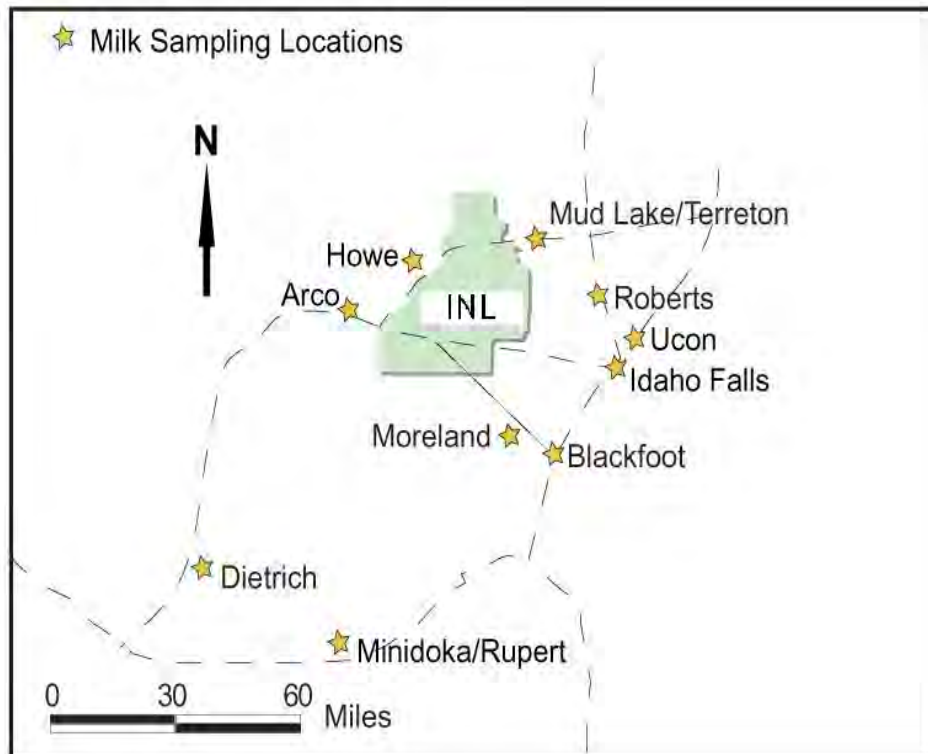 Milk Sampling Locations
N
Mud Lake/Terreton
Howe
Arco
INL
Roberts
Ucon
Idaho Falls
Moreland
Blackfoot
Dietrich
Minidoka/Rupert
0 30 60
Miles